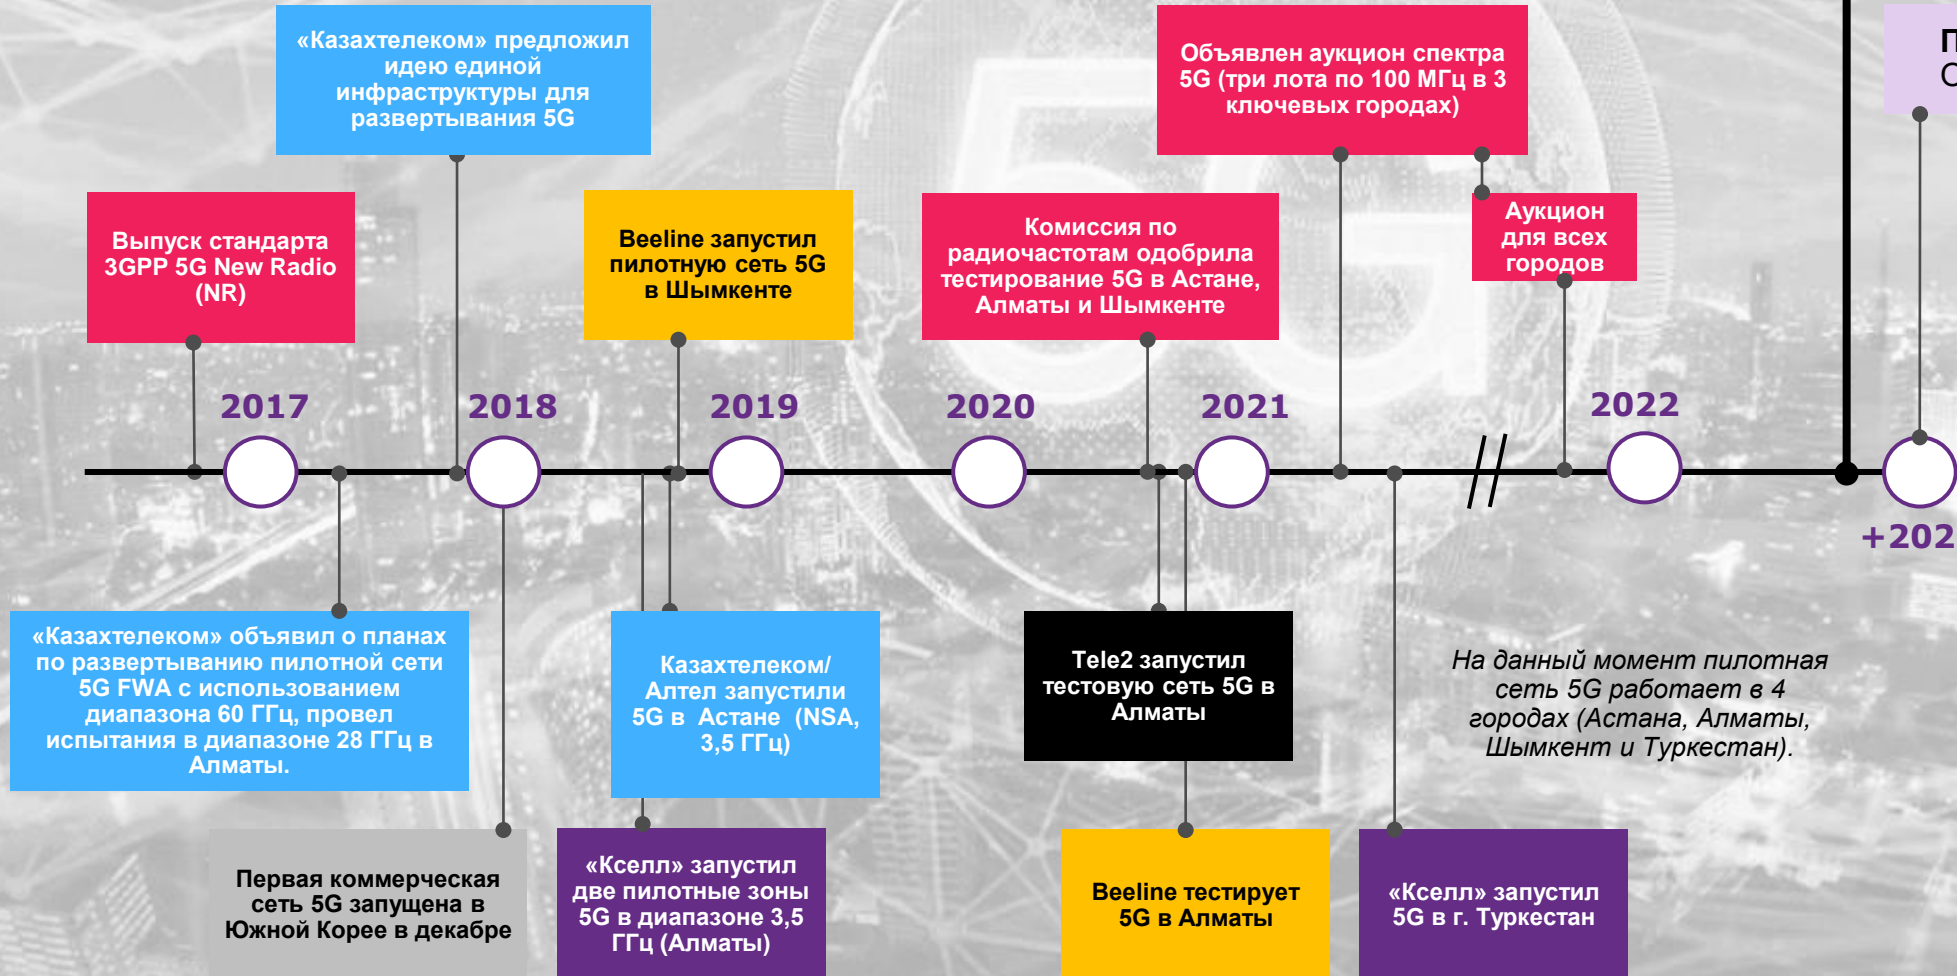 «Казахтелеком» предложил
идею единой
инфраструктуры для
развертывания 5G
Объявлен аукцион спектра
5G (три лота по 100 МГц в 3
ключевых городах)
Выпуск стандарта
3GPP 5G New Radio
(NR)
Beeline запустил
пилотную сеть 5G
в Шымкенте
Комиссия по
радиочастотам одобрила
тестирование 5G в Астане,
Алматы и Шымкенте
Аукцион
для всех
городов
2017
2018
2019
2020
2021
2022
+202
«Казахтелеком» объявил о планах
по развертыванию пилотной сети
5G FWA с использованием
диапазона 60 ГГц, провел
испытания в диапазоне 28 ГГц в
Алматы.
Казахтелеком/
Алтел запустили
5G в Астане (NSA,
3,5 ГГц)
Tele2 запустил
тестовую сеть 5G в
Алматы
На данный момент пилотная
сеть 5G работает в 4
городах (Астана, Алматы,
Шымкент и Туркестан).
Первая коммерческая
сеть 5G запущена в
Южной Корее в декабре
«Кселл» запустил
две пилотные зоны
5G в диапазоне 3,5
ГГц (Алматы)
Beeline тестирует
5G в Алматы
«Кселл» запустил
5G в г. Туркестан
5G